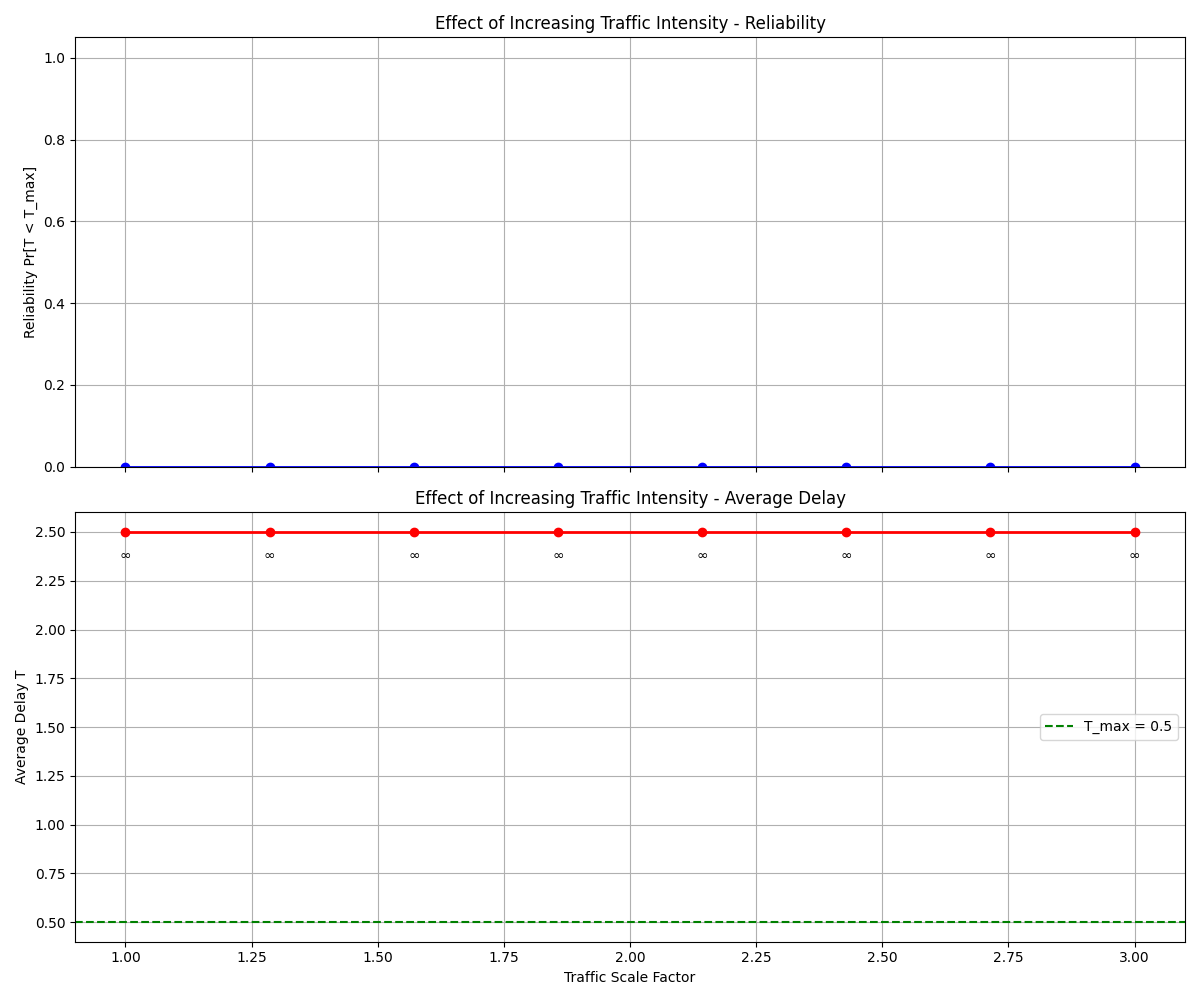 Effect of Increasing Traffic Intensity - Reliability
Reliability Pr[T < T_max]
1.0
0.8
0.6
0.4
0.2
0.0
Effect of Increasing Traffic Intensity - Average Delay
Average Delay T
2.50
2.25
2.00
1.75
1.50
1.25
1.00
0.75
0.50
∞ ∞ ∞ ∞ ∞ ∞ ∞ ∞
T_max = 0.5
1.00 1.25 1.50 1.75 2.00 2.25 2.50 2.75 3.00
Traffic Scale Factor